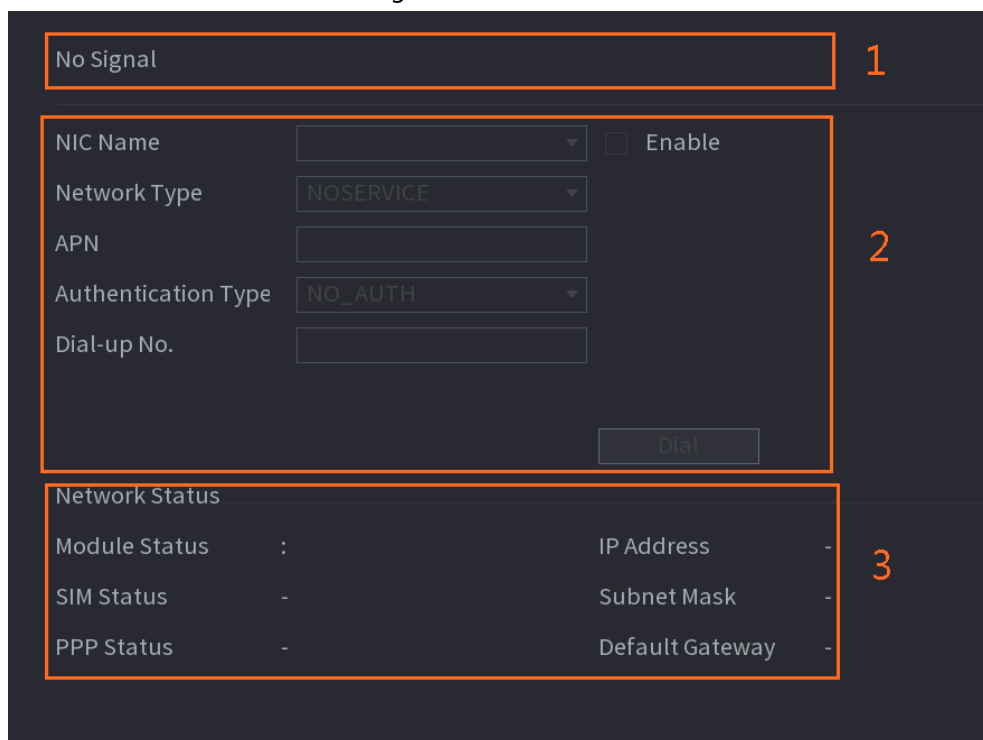 No Signal
1
NIC Name
Enable
Network Type NOSERVICE
APN
2
Authentication Type NO_AUTH
Dial-up No.
Dial
Network Status
Module Status : IP Address -
3
SIM Status - Subnet Mask -
PPP Status - Default Gateway -